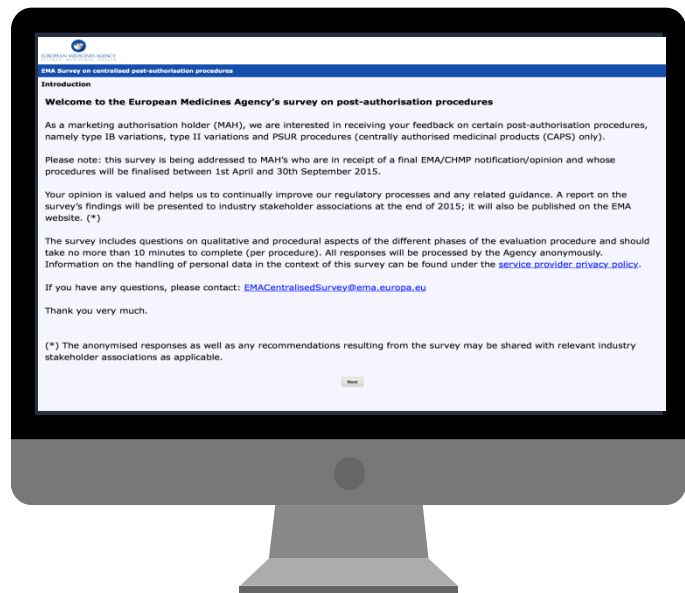 EUROPEAN MEDICINES AGENCY
SCIENCE MEDICINES HEALTH
EMA Survey on centralised post-authorisation procedures
Introduction
Welcome to the European Medicines Agency's survey on post-authorisation procedures
As a marketing authorisation holder (MAH), we are interested in receiving your feedback on certain post-authorisation procedures,
namely type IB variations, type II variations and PSUR procedures (centrally authorised medicinal products (CAPS) only).
Please note: this survey is being addressed to MAH's who are in receipt of a final EMA/CHMP notification/opinion and whose
procedures will be finalised between 1st April and 30th September 2015.
Your opinion is valued and helps us to continually improve our regulatory processes and any related guidance. A report on the
survey's findings will be presented to industry stakeholder associations at the end of 2015; it will also be published on the EMA
website. (*)
The survey includes questions on qualitative and procedural aspects of the different phases of the evaluation procedure and should
take no more than 10 minutes to complete (per procedure). All responses will be processed by the Agency anonymously.
Information on the handling of personal data in the context of this survey can be found under the service provider privacy policy.
If you have any questions, please contact: EMACentralisedSurvey@ema.europa.eu
Thank you very much.
(*) The anonymised responses as well as any recommendations resulting from the survey may be shared with relevant industry
stakeholder associations as applicable.
Next